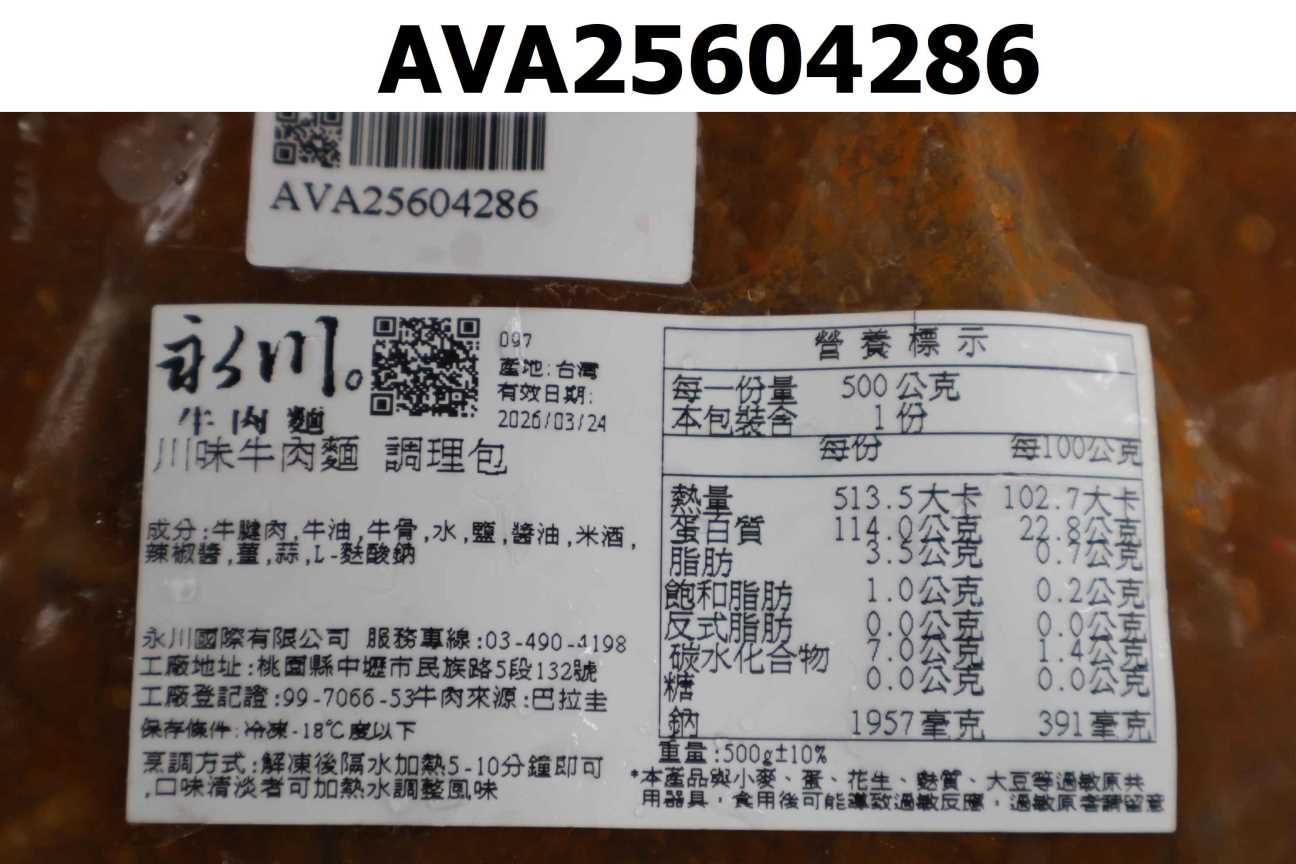 AVA25604286
AVA25604286
永川。
牛肉麵
097
產地:台灣
有效日期:
2026/03/24
川味牛肉麵 調理包
成分:牛腱肉,牛油,牛骨,水,鹽,醬油,米酒,
辣椒醬,薑,蒜,L-麩酸鈉
永川國際有限公司 服務專線:03-490-4198
工廠地址:桃園縣中壢市民族路5段132號
工廠登記證:99-7066-53牛肉來源:巴拉圭
保存條件:冷凍-18℃度以下
烹調方式:解凍後隔水加熱5-10分鐘即可
,口味清淡者可加熱水調整風味
營養標示
每一份量 500公克
本包裝含 1份
每份 每100公克
熱量 513.5大卡 102.7大卡
蛋白質 114.0公克 22.8公克
脂肪 3.5公克 0.7公克
飽和脂肪 1.0公克 0.2公克
反式脂肪 0.0公克 0.0公克
碳水化合物 7.0公克 1.4公克
糖 0.0公克 0.0公克
鈉 1957毫克 391毫克
重量:500g±10%
*本產品與小麥、蛋、花生、麩質、大豆等過敏原共
用器具,食用後可能導致過敏反應,過敏原者請留意